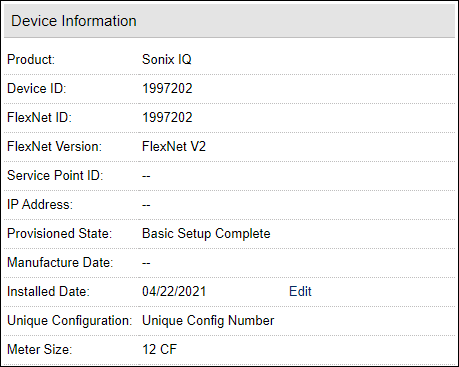 Device Information
Product: Sonix IQ
Device ID: 1997202
FlexNet ID: 1997202
FlexNet Version: FlexNet V2
Service Point ID: --
IP Address: --
Provisioned State: Basic Setup Complete
Manufacture Date: --
Installed Date: 04/22/2021 Edit
Unique Configuration: Unique Config Number
Meter Size: 12 CF